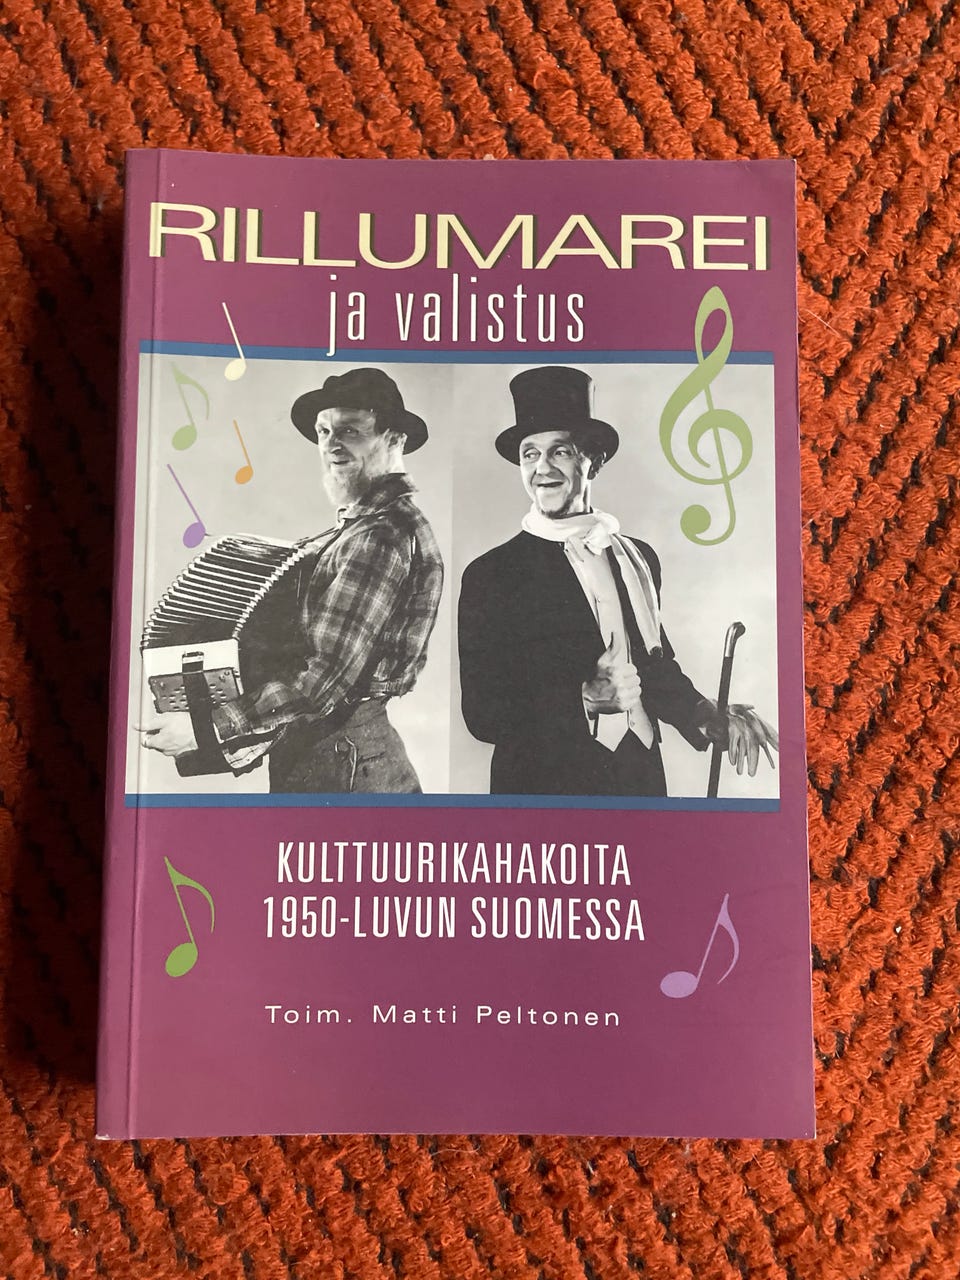 RILLUMAREI
ja valistus
KULTTUURIKAHAKOITA
1950-LUVUN SUOMESSA
Toim. Matti Peltonen